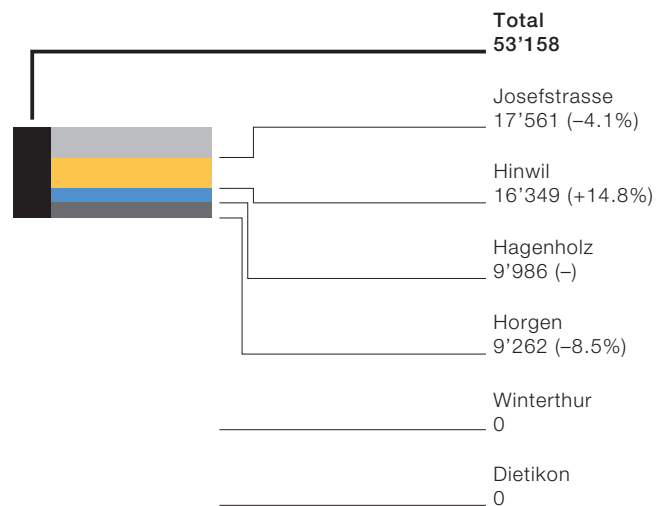 Total
53’158
Josefstrasse
17’561 (–4.1%)
Hinwil
16’349 (+14.8%)
Hagenholz
9’986 (–)
Horgen
9’262 (–8.5%)
Winterthur
0
Dietikon
0